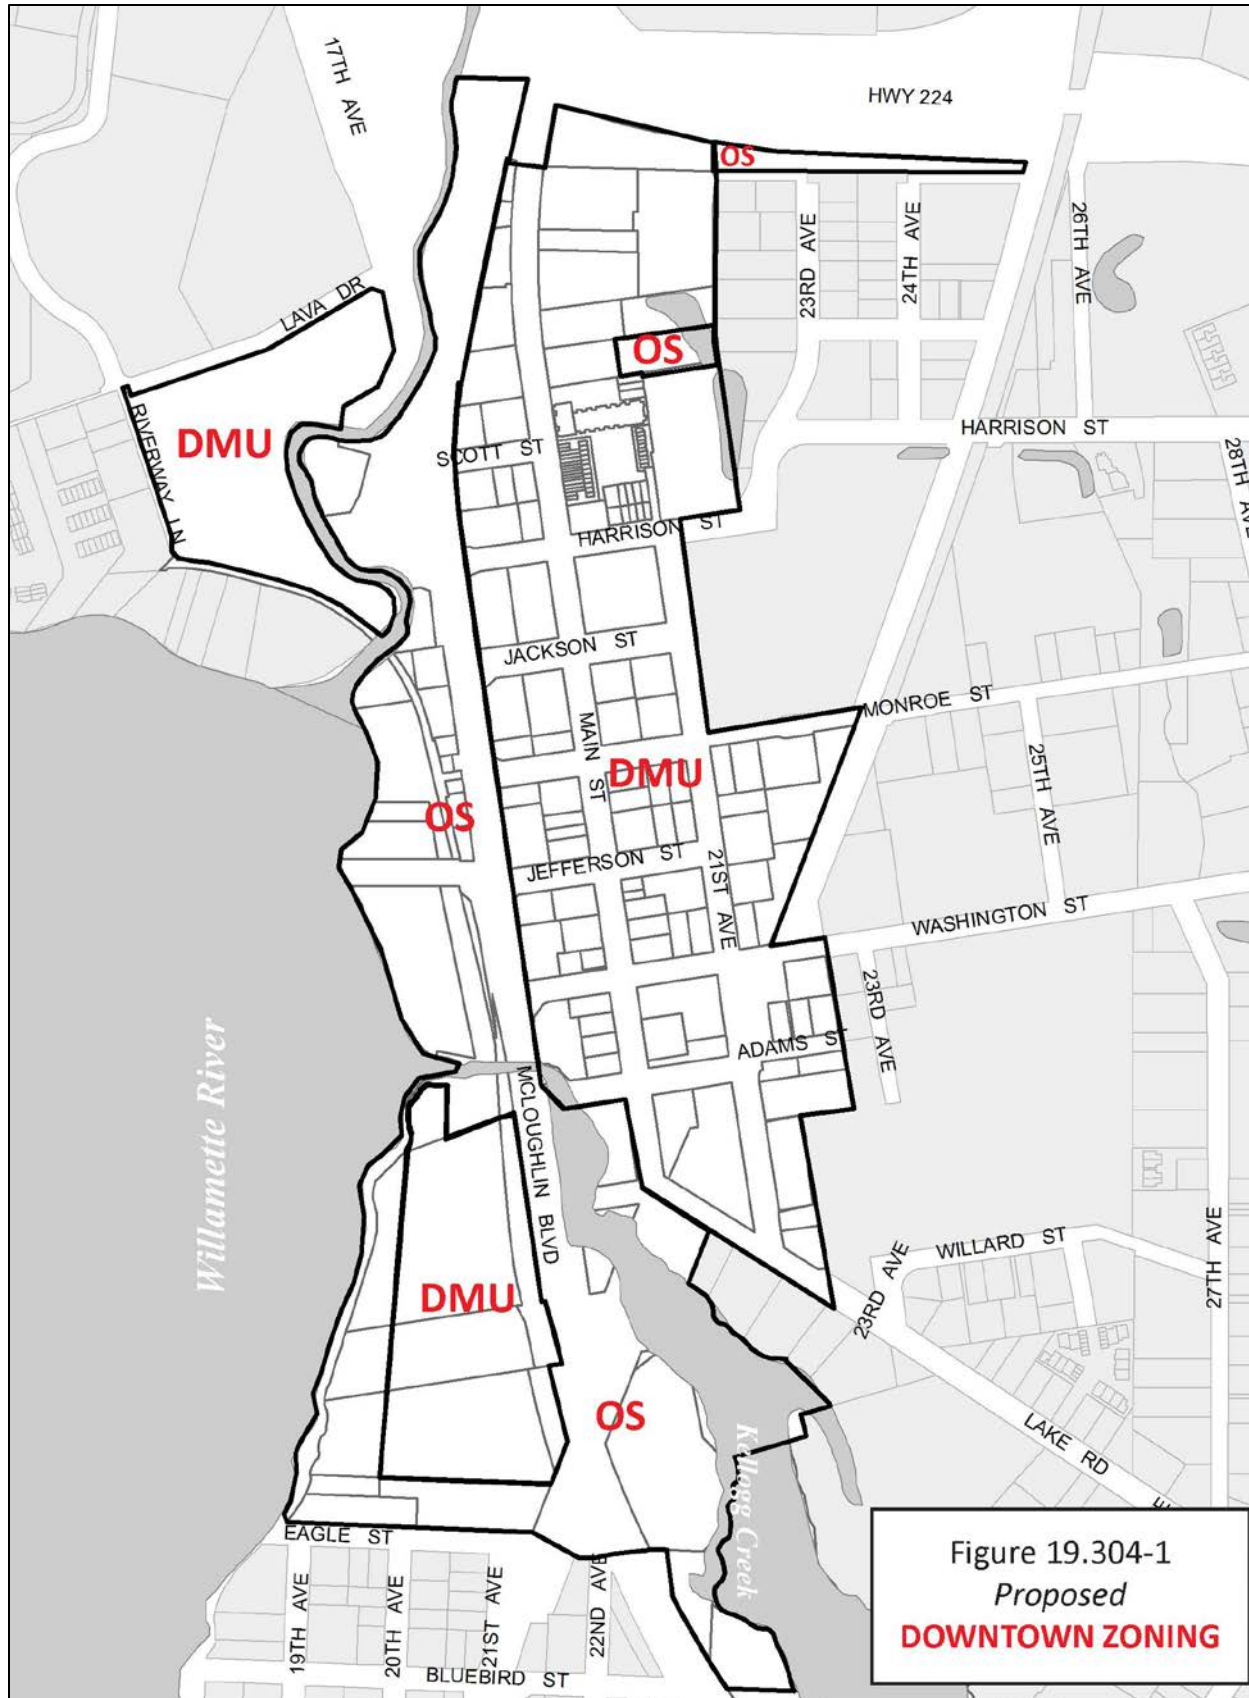 17TH AVE
HWY 224
OS
23RD AVE
24TH AVE
26TH AVE
LAVA DR
OS
RIVERWAY LN
DMU
SCOTT ST
HARRISON ST
28TH AVE
HARRISON ST
JACKSON ST
MONROE ST
MAIN ST
DMU
25TH AVE
OS
JEFFERSON ST
21ST AVE
WASHINGTON ST
23RD AVE
ADAMS ST
Willamette River
MCLOUGHLIN BLVD
WILLARD ST
23RD AVE
27TH AVE
DMU
OS
LAKE RD
Kellogg Creek
EAGLE ST
19TH AVE
20TH AVE
21ST AVE
22ND AVE
BLUEBIRD ST
Figure 19.304-1
Proposed
DOWNTOWN ZONING